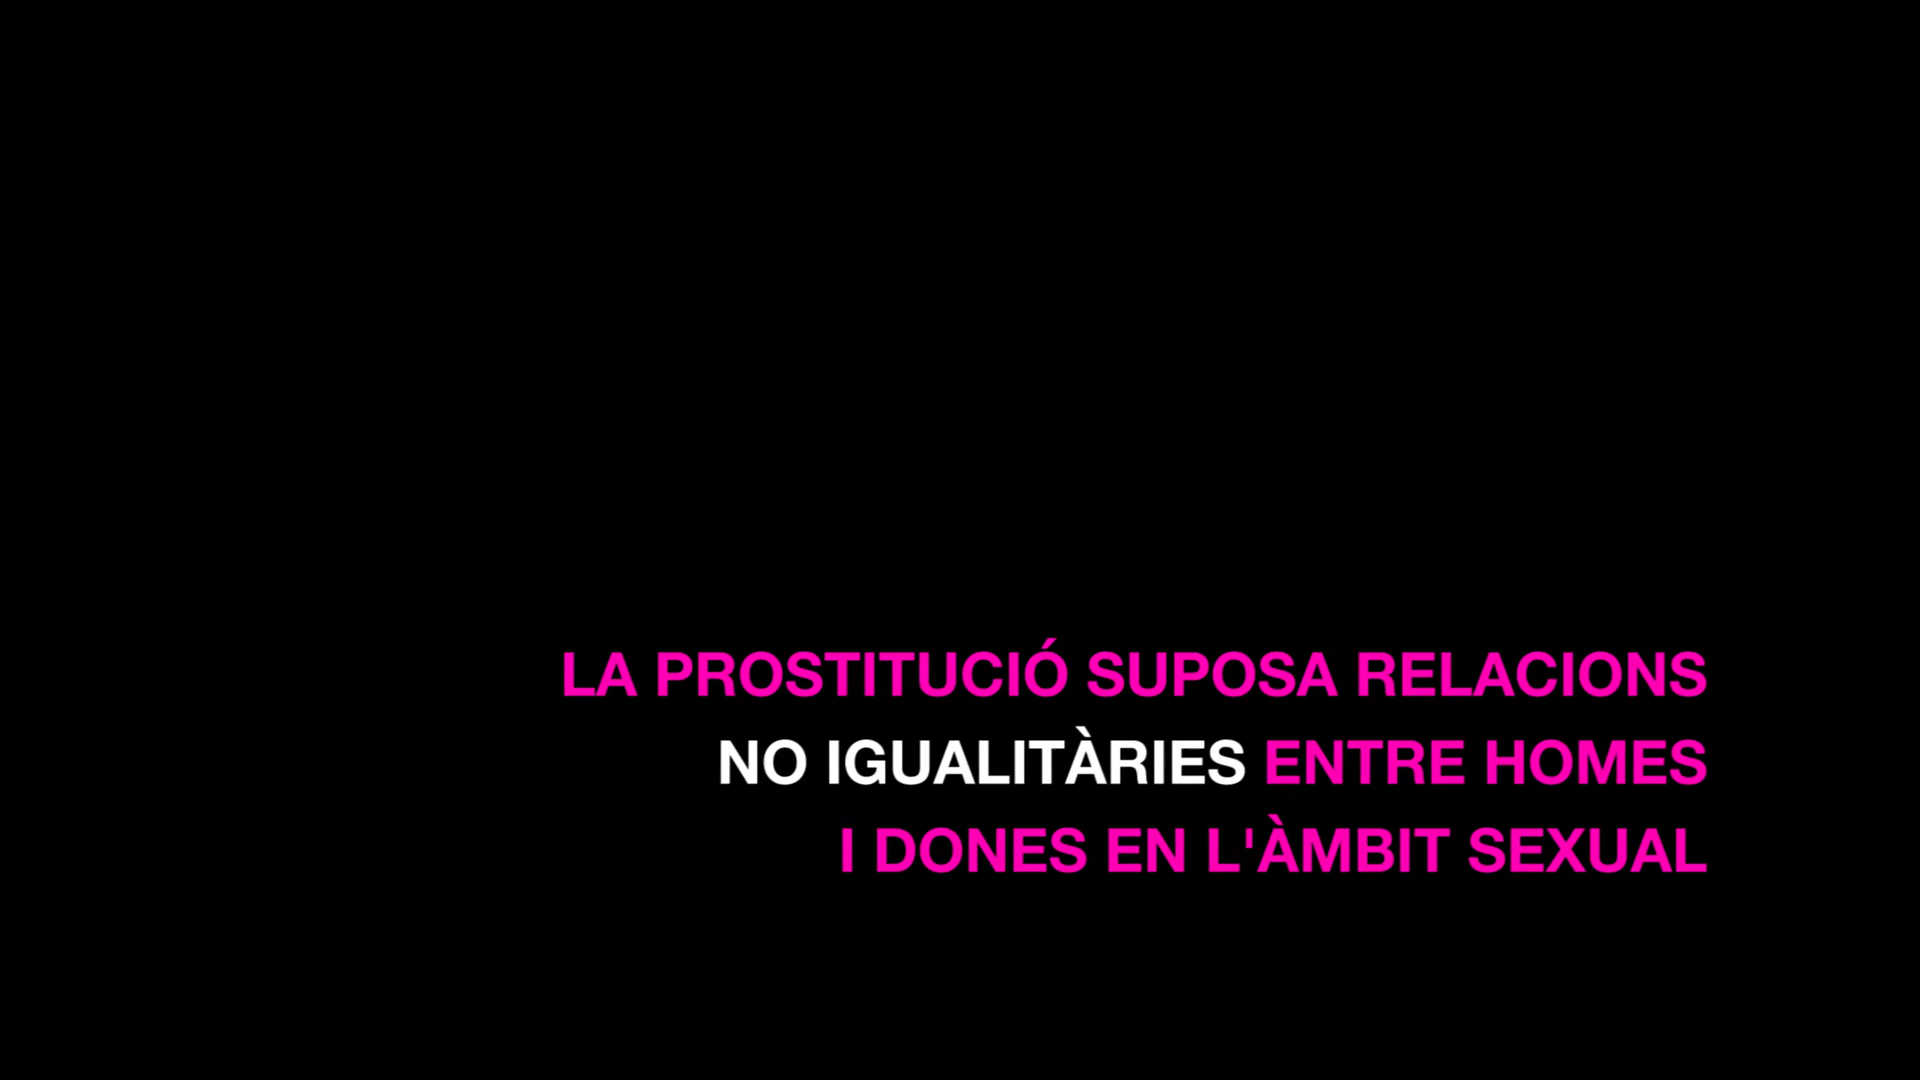 LA PROSTITUCIÓ SUPOSA RELACIONS
NO IGUALITÀRIES ENTRE HOMES
I DONES EN L'ÀMBIT SEXUAL